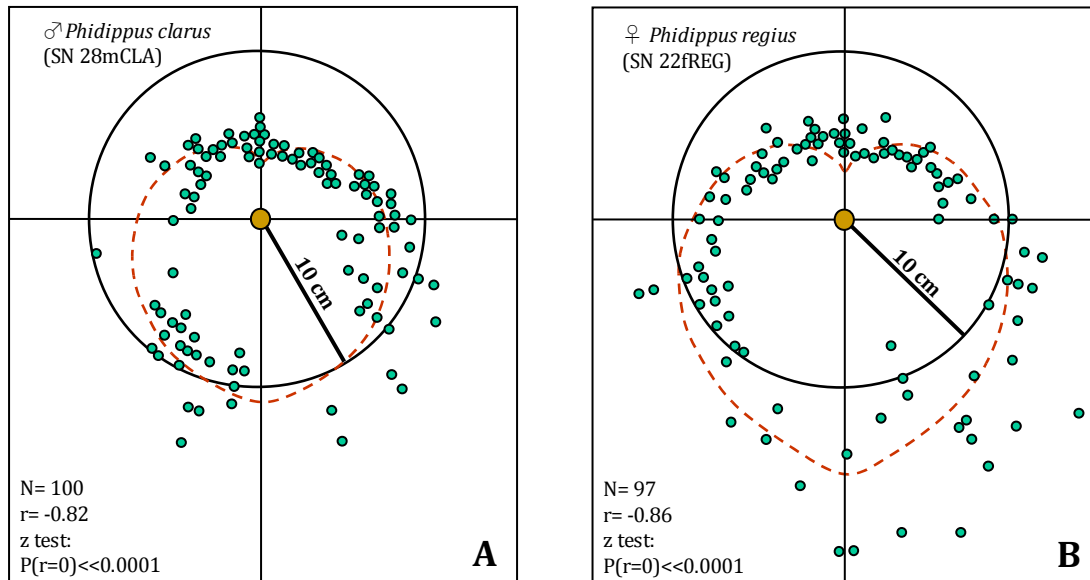 ♂ Phidippus clarus
(SN 28mCLA)
10 cm
N= 100
r= -0.82
z test:
P(r=0)<<0.0001
A
♀ Phidippus regius
(SN 22fREG)
10 cm
N= 97
r= -0.86
z test:
P(r=0)<<0.0001
B